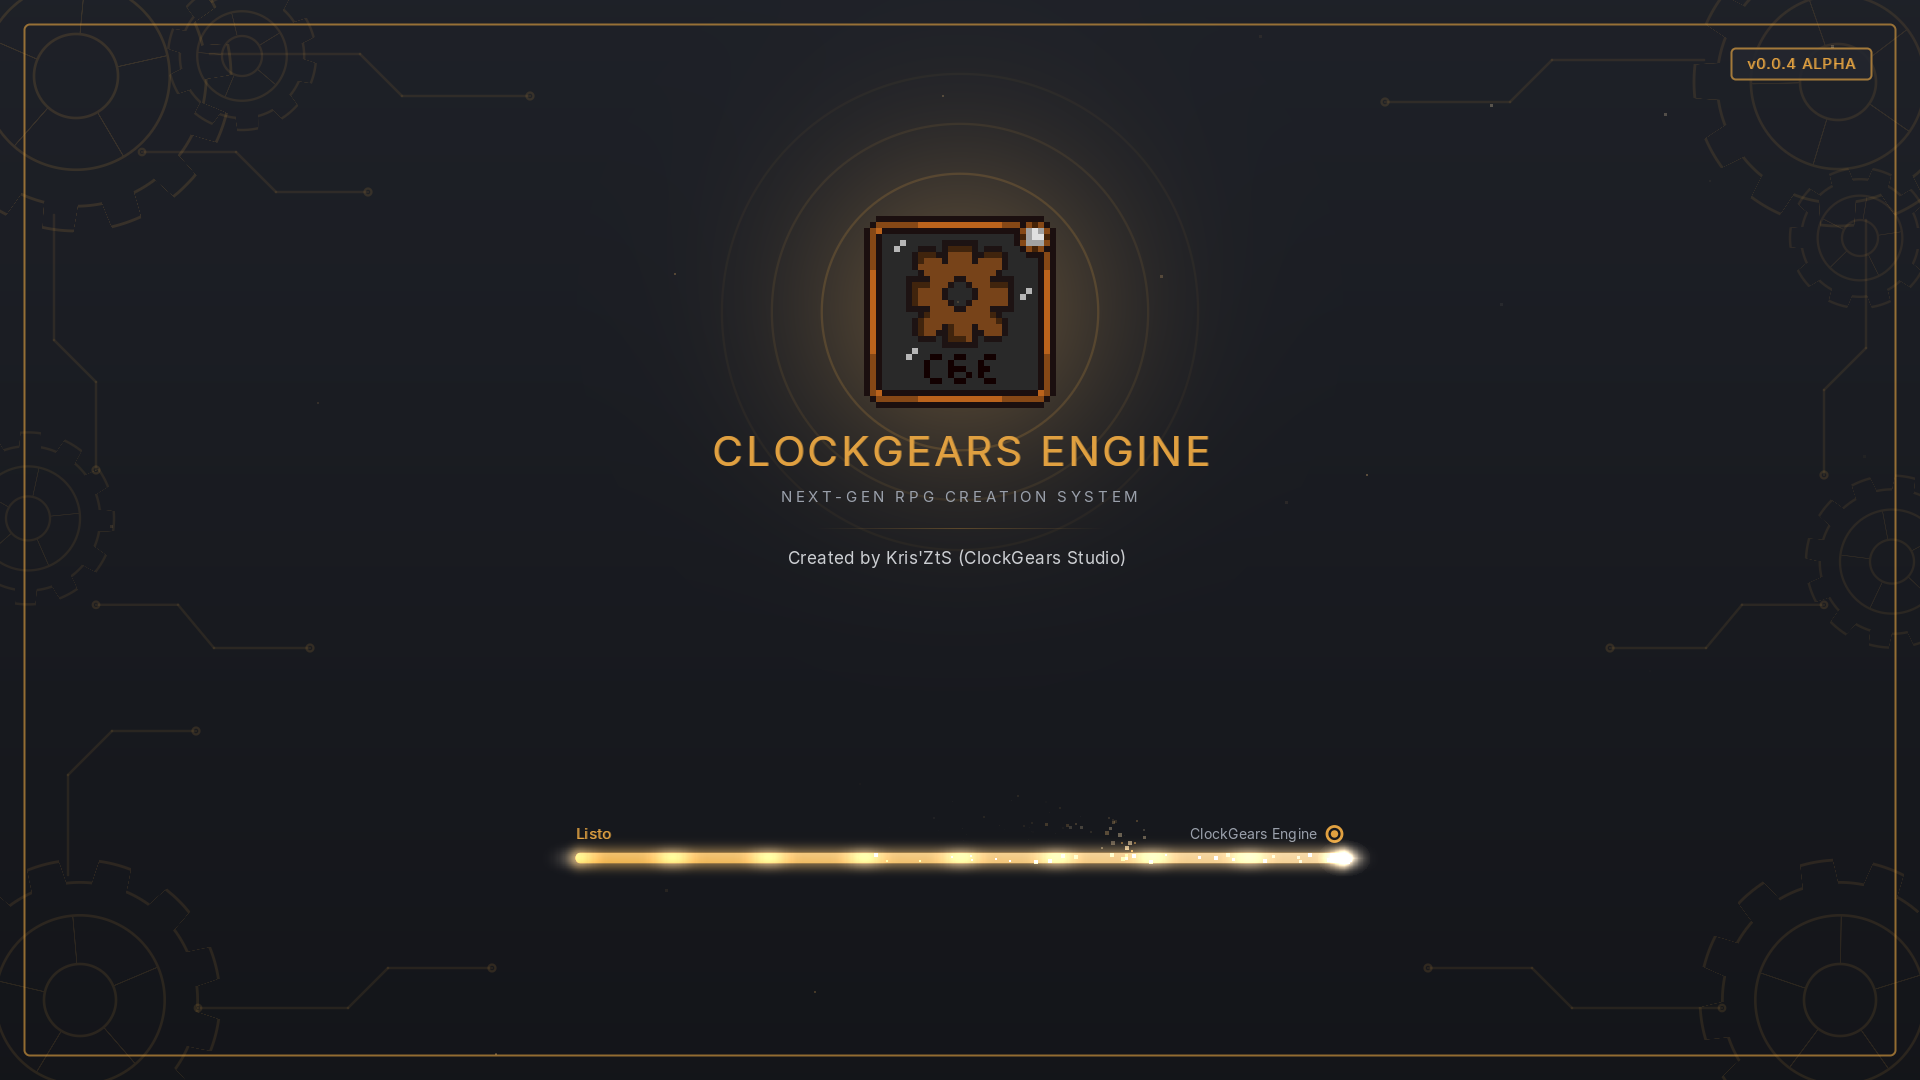 v0.0.4 ALPHA
CGE
CLOCKGEARS ENGINE
NEXT-GEN RPG CREATION SYSTEM
Created by Kris'ZtS (ClockGears Studio)
Listo
ClockGears Engine